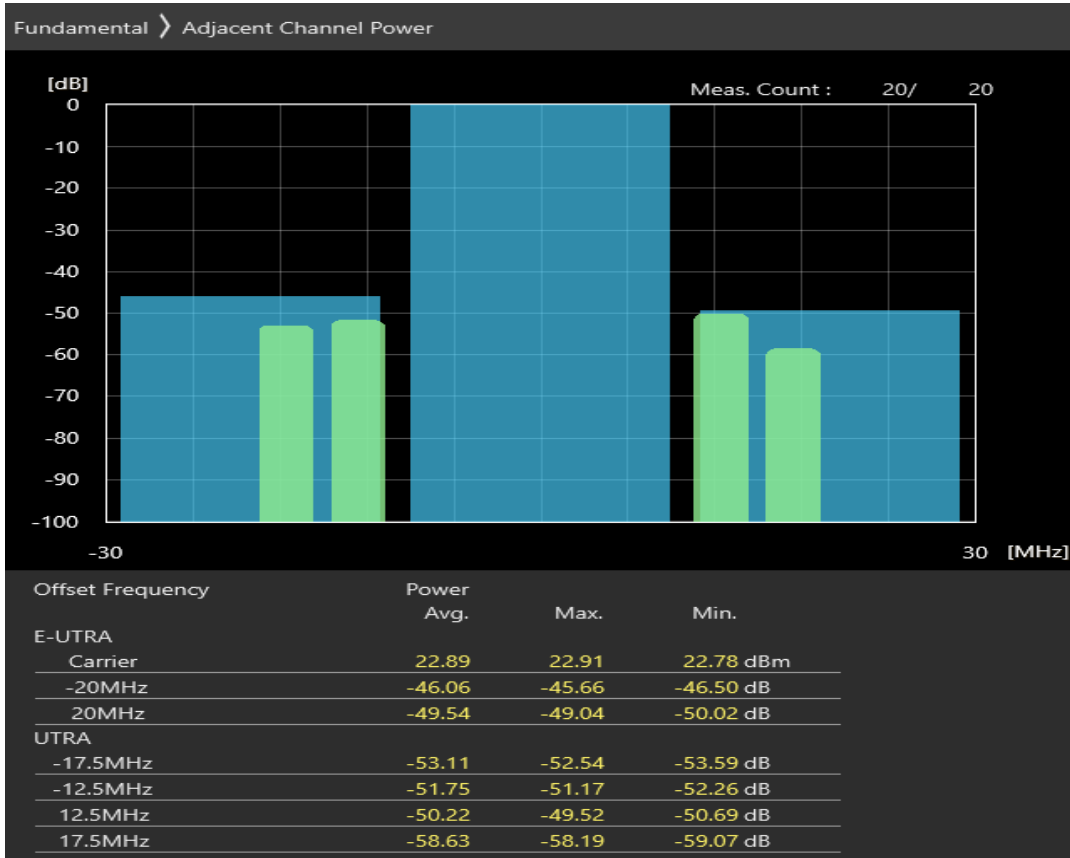 Fundamental 〉 Adjacent Channel Power
[dB]
Meas. Count : 20/ 20
0
-10
-20
-30
-40
-50
-60
-70
-80
-90
-100
-30 30 [MHz]
Offset Frequency Power
Avg. Max. Min.
E-UTRA
Carrier 22.89 22.91 22.78 dBm
-20MHz -46.06 -45.66 -46.50 dB
20MHz -49.54 -49.04 -50.02 dB
UTRA
-17.5MHz -53.11 -52.54 -53.59 dB
-12.5MHz -51.75 -51.17 -52.26 dB
12.5MHz -50.22 -49.52 -50.69 dB
17.5MHz -58.63 -58.19 -59.07 dB